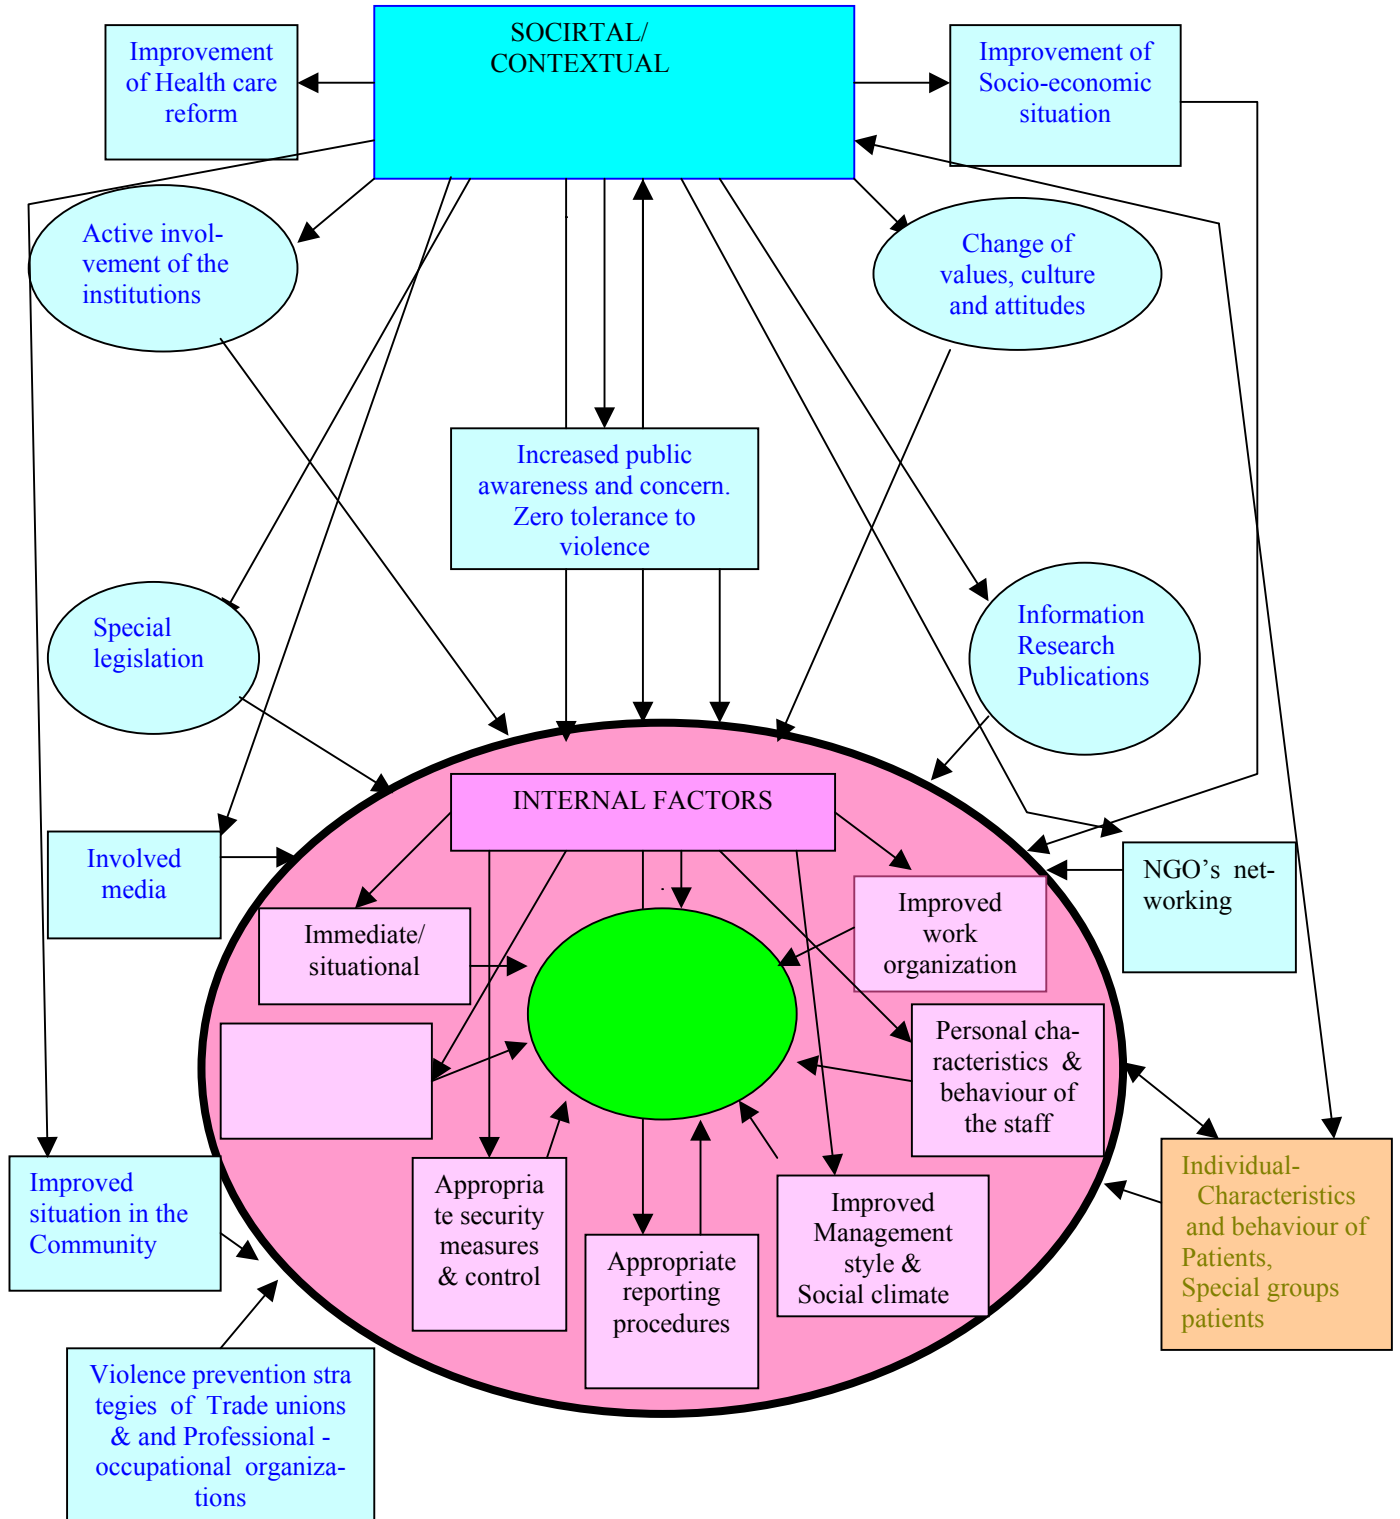 SOCIRTAL/
CONTEXTUAL
Improvement
of Health care
reform
Improvement of
Socio-economic
situation
Active invol-
vement of the
institutions
Change of
values, culture
and attitudes
Increased public
awareness and concern.
Zero tolerance to
violence
Special
legislation
Information
Research
Publications
INTERNAL FACTORS
Involved
media
NGO’s net-
working
Immediate/
situational
Improved
work
organization
Personal cha-
racteristics &
behaviour of
the staff
Appropria
te security
measures
& control
Appropriate
reporting
procedures
Improved
Management
style &
Social climate
Improved
situation in the
Community
Individual-
Characteristics
and behaviour of
Patients,
Special groups
patients
Violence prevention stra
tegies of Trade unions
& and Professional -
occupational organiza-
tions